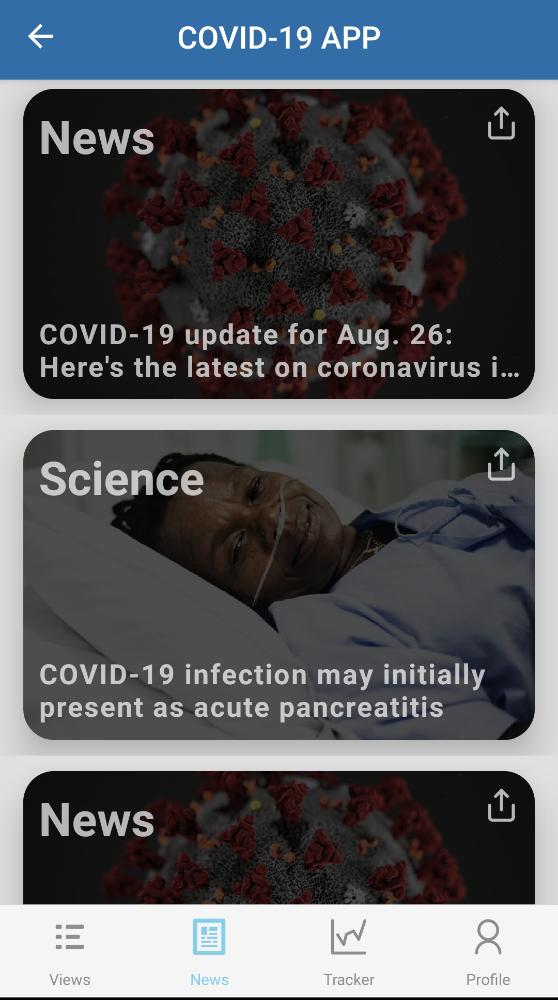 COVID-19 APP
News
COVID-19 update for Aug. 26:
Here's the latest on coronavirus i…
Science
COVID-19 infection may initially
present as acute pancreatitis
News
Views
News
Tracker
Profile